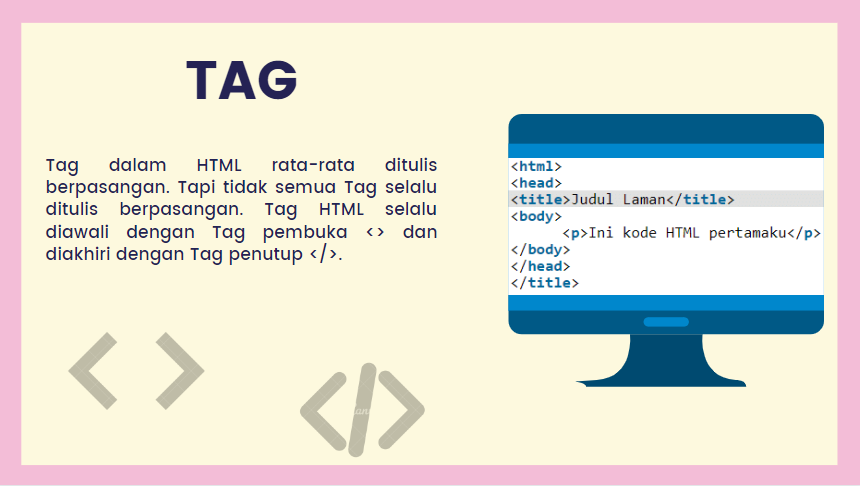 TAG
Tag dalam HTML rata-rata ditulis
berpasangan. Tapi tidak semua Tag selalu
ditulis berpasangan. Tag HTML selalu
diawali dengan Tag pembuka <> dan
diakhiri dengan Tag penutup </>.
<html>
<head>
<title>Judul Laman</title>
<body>
<p>Ini kode HTML pertamaku</p>
</body>
</head>
</title>
< >
</>